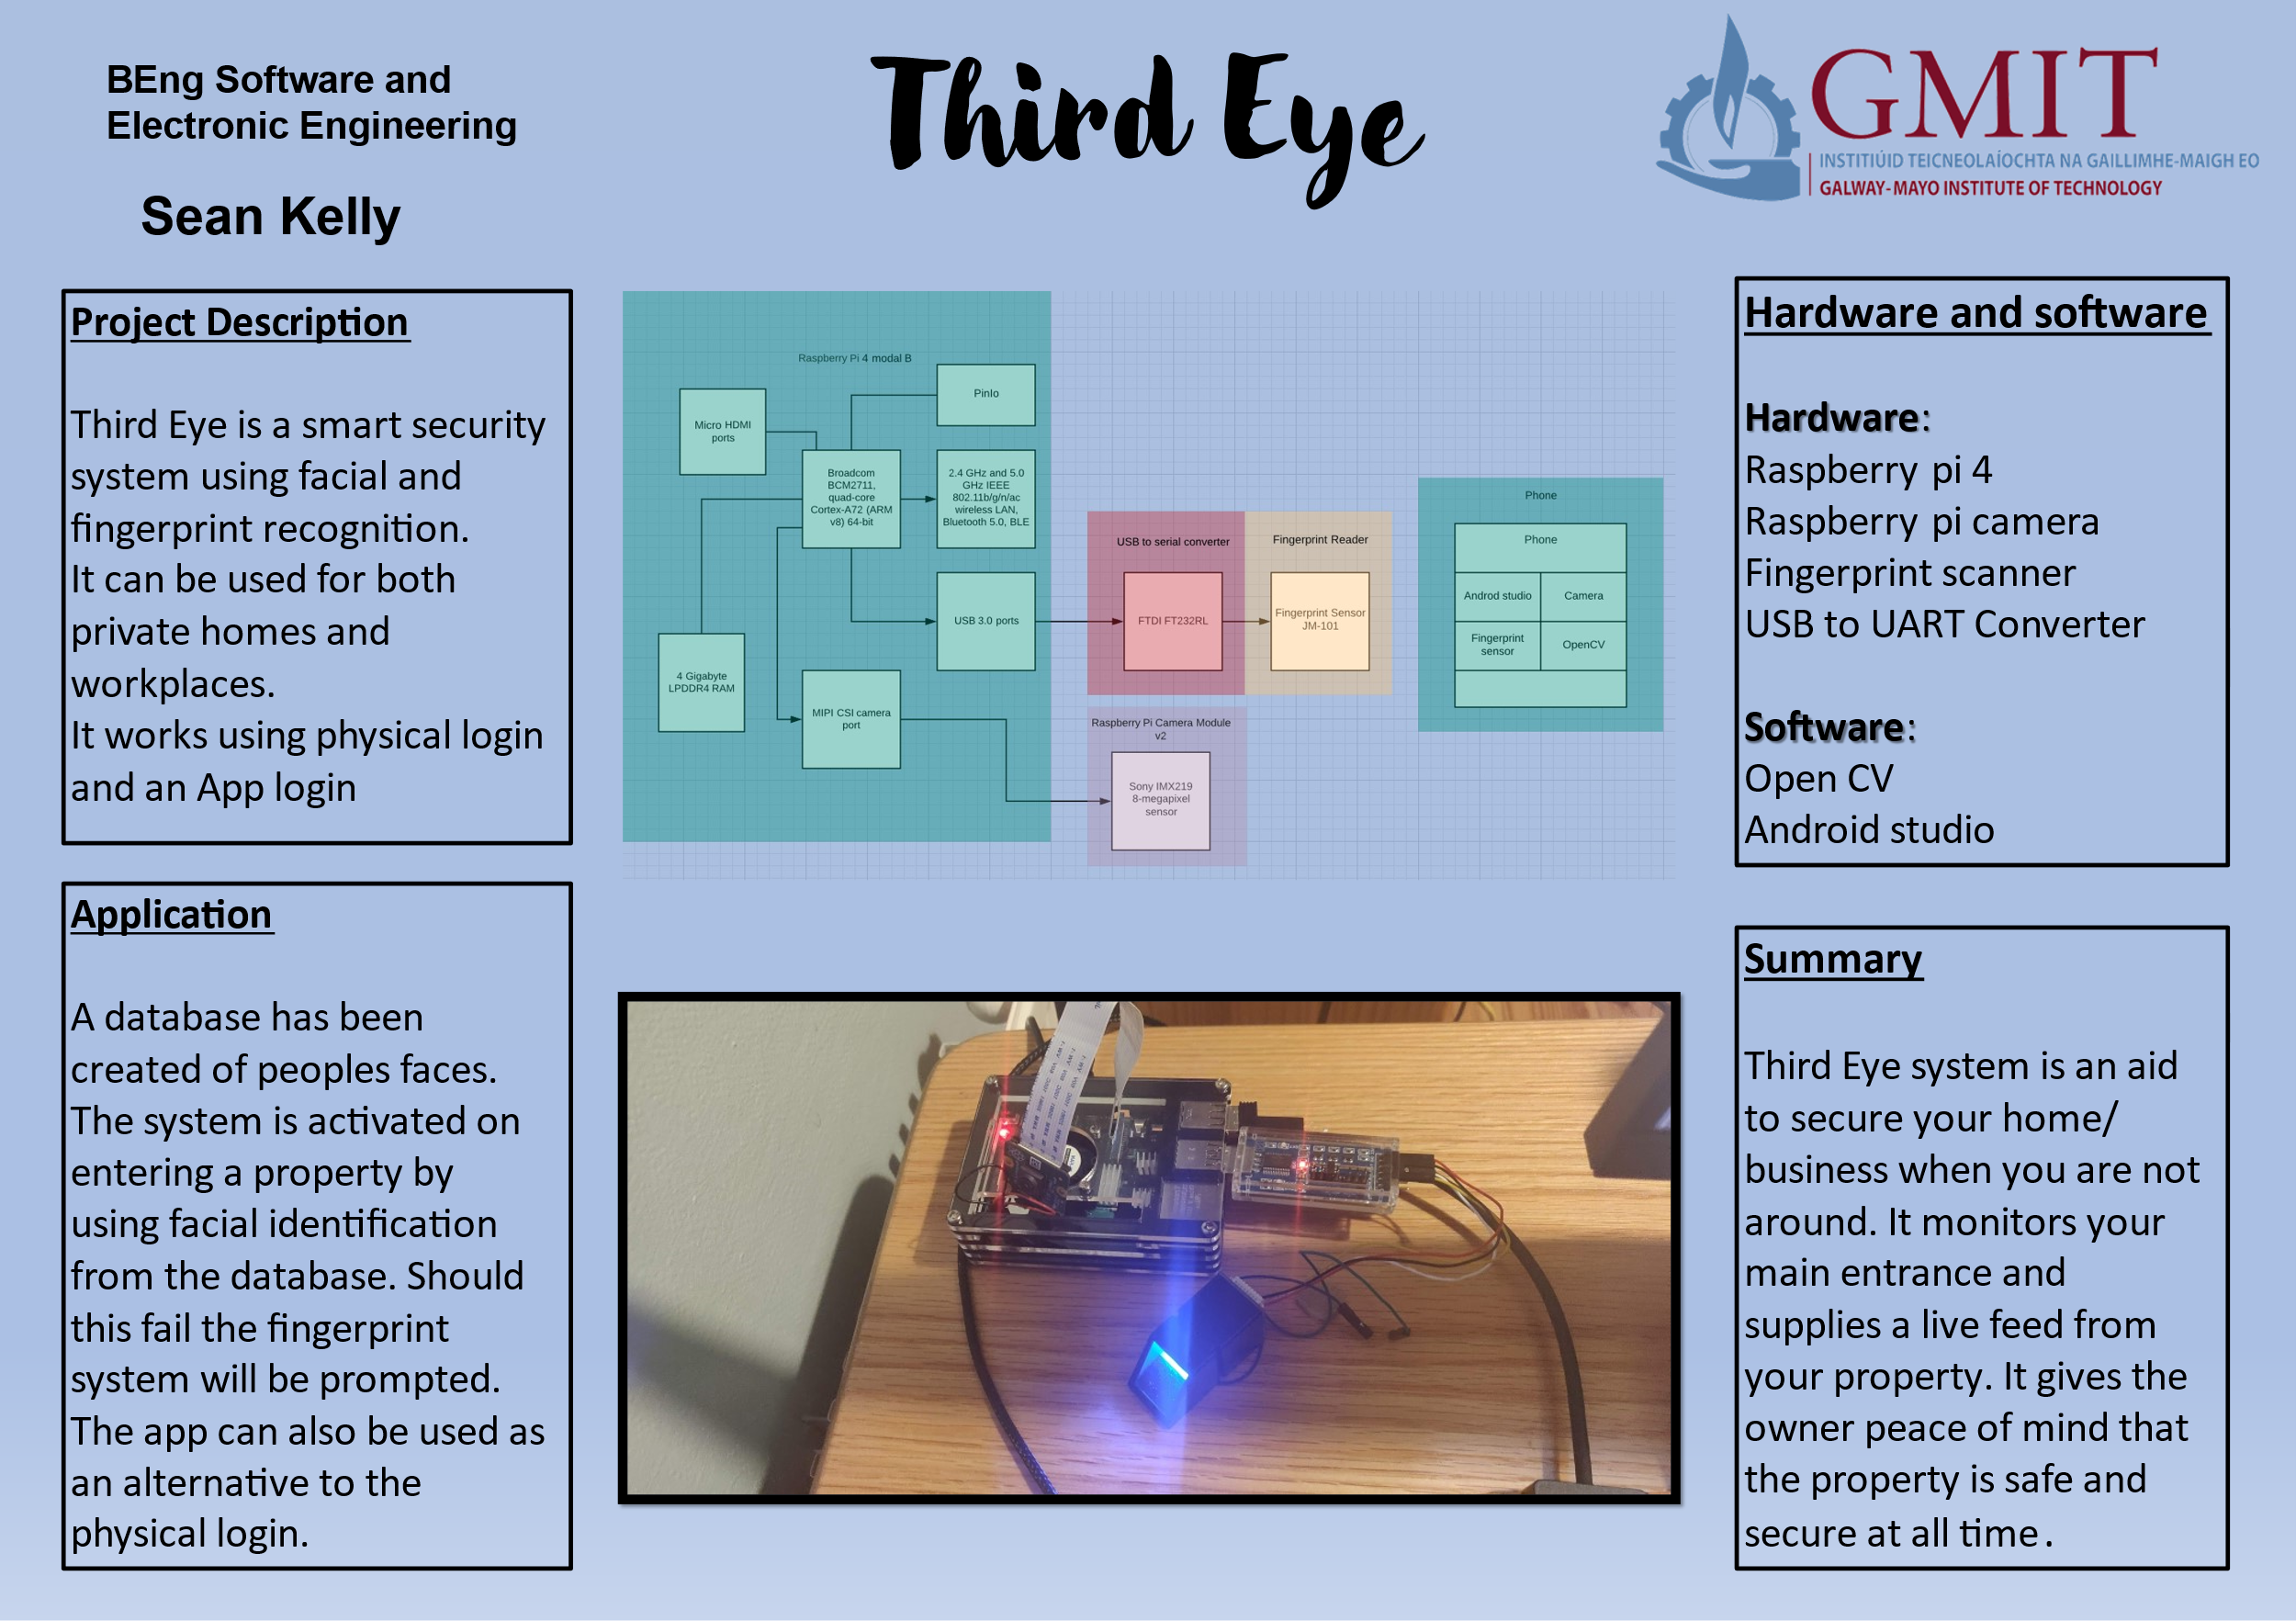 BEng Software and
Electronic Engineering
Sean Kelly
Third Eye
GMIT
INSTITIÚID TEICNEOLAÍOCHTA NA GAILLIMHE-MAIGH EO
GALWAY-MAYO INSTITUTE OF TECHNOLOGY
Project Description
Third Eye is a smart security
system using facial and
fingerprint recognition.
It can be used for both
private homes and
workplaces.
It works using physical login
and an App login
Application
A database has been
created of peoples faces.
The system is activated on
entering a property by
using facial identification
from the database. Should
this fail the fingerprint
system will be prompted.
The app can also be used as
an alternative to the
physical login.
Raspberry Pi 4 modal B
PinIo
Micro HDMI
ports
Broadcom
BCM2711,
quad-core
Cortex-A72 (ARM
v8) 64-bit
2.4 GHz and 5.0
GHz IEEE
802.11b/g/n/ac
wireless LAN,
Bluetooth 5.0, BLE
USB 3.0 ports
4 Gigabyte
LPDDR4 RAM
MIPI CSI camera
port
USB to serial converter
FTDI FT232RL
Fingerprint Reader
Fingerprint Sensor
JM-101
Raspberry Pi Camera Module
v2
Sony IMX219
8-megapixel
sensor
Phone
Phone
Androd studio
Camera
Fingerprint
sensor
OpenCV
Hardware and software
Hardware:
Raspberry pi 4
Raspberry pi camera
Fingerprint scanner
USB to UART Converter
Software:
Open CV
Android studio
Summary
Third Eye system is an aid
to secure your home/
business when you are not
around. It monitors your
main entrance and
supplies a live feed from
your property. It gives the
owner peace of mind that
the property is safe and
secure at all time.